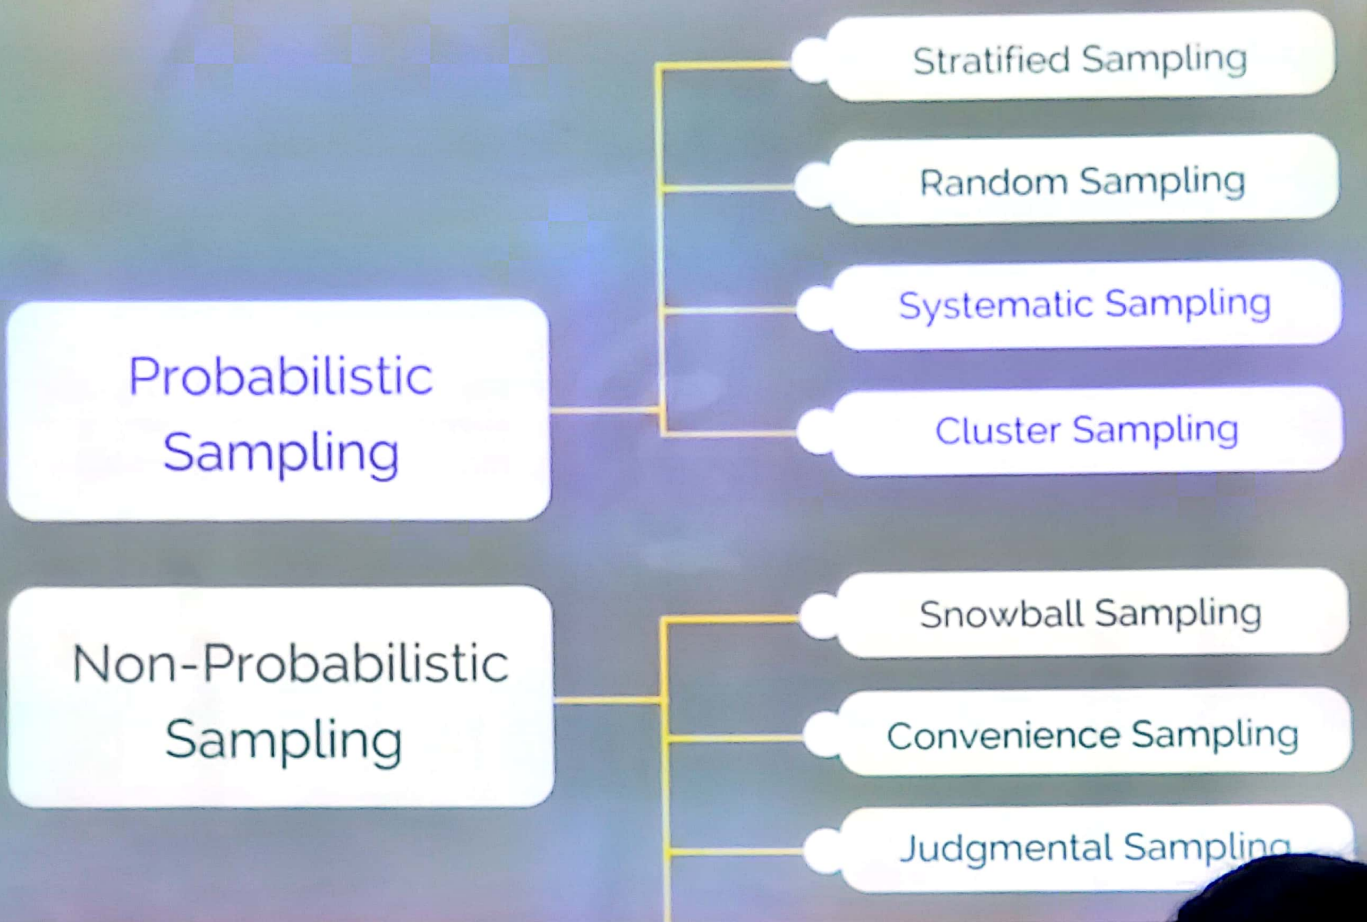 Stratified Sampling
Random Sampling
Systematic Sampling
Cluster Sampling
Probabilistic
Sampling
Snowball Sampling
Convenience Sampling
Judgmental Sampling
Non-Probabilistic
Sampling